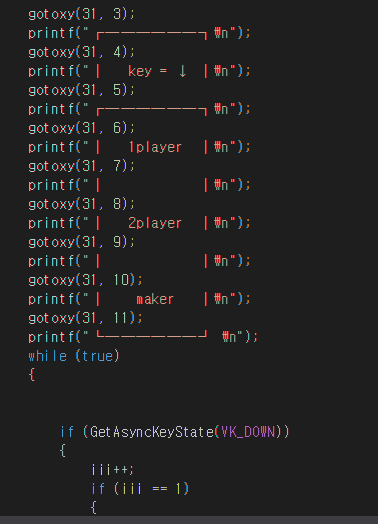 gotoxy(31, 3);
printf("┌───────┐₩n");
gotoxy(31, 4);
printf("│   key = ↓  │₩n");
gotoxy(31, 5);
printf("┌───────┐₩n");
gotoxy(31, 6);
printf("│   1player   │₩n");
gotoxy(31, 7);
printf("│             │₩n");
gotoxy(31, 8);
printf("│   2player   │₩n");
gotoxy(31, 9);
printf("│             │₩n");
gotoxy(31, 10);
printf("│    maker    │₩n");
gotoxy(31, 11);
printf("└───────┘ ₩n");
while (true)
{
    if (GetAsyncKeyState(VK_DOWN))
    {
        iii++;
        if (iii == 1)
        {